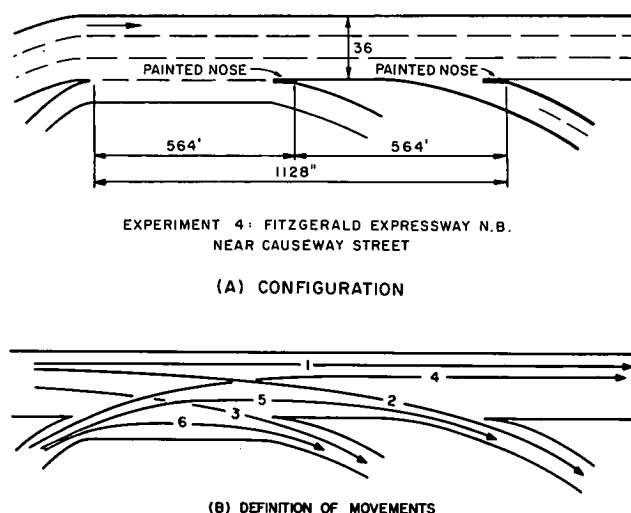 36
PAINTED NOSE
PAINTED NOSE
564'
564'
1128"
EXPERIMENT 4: FITZGERALD EXPRESSWAY N.B.
NEAR CAUSEWAY STREET
(A) CONFIGURATION
1
4
5
2
3
6
(B) DEFINITION OF MOVEMENTS